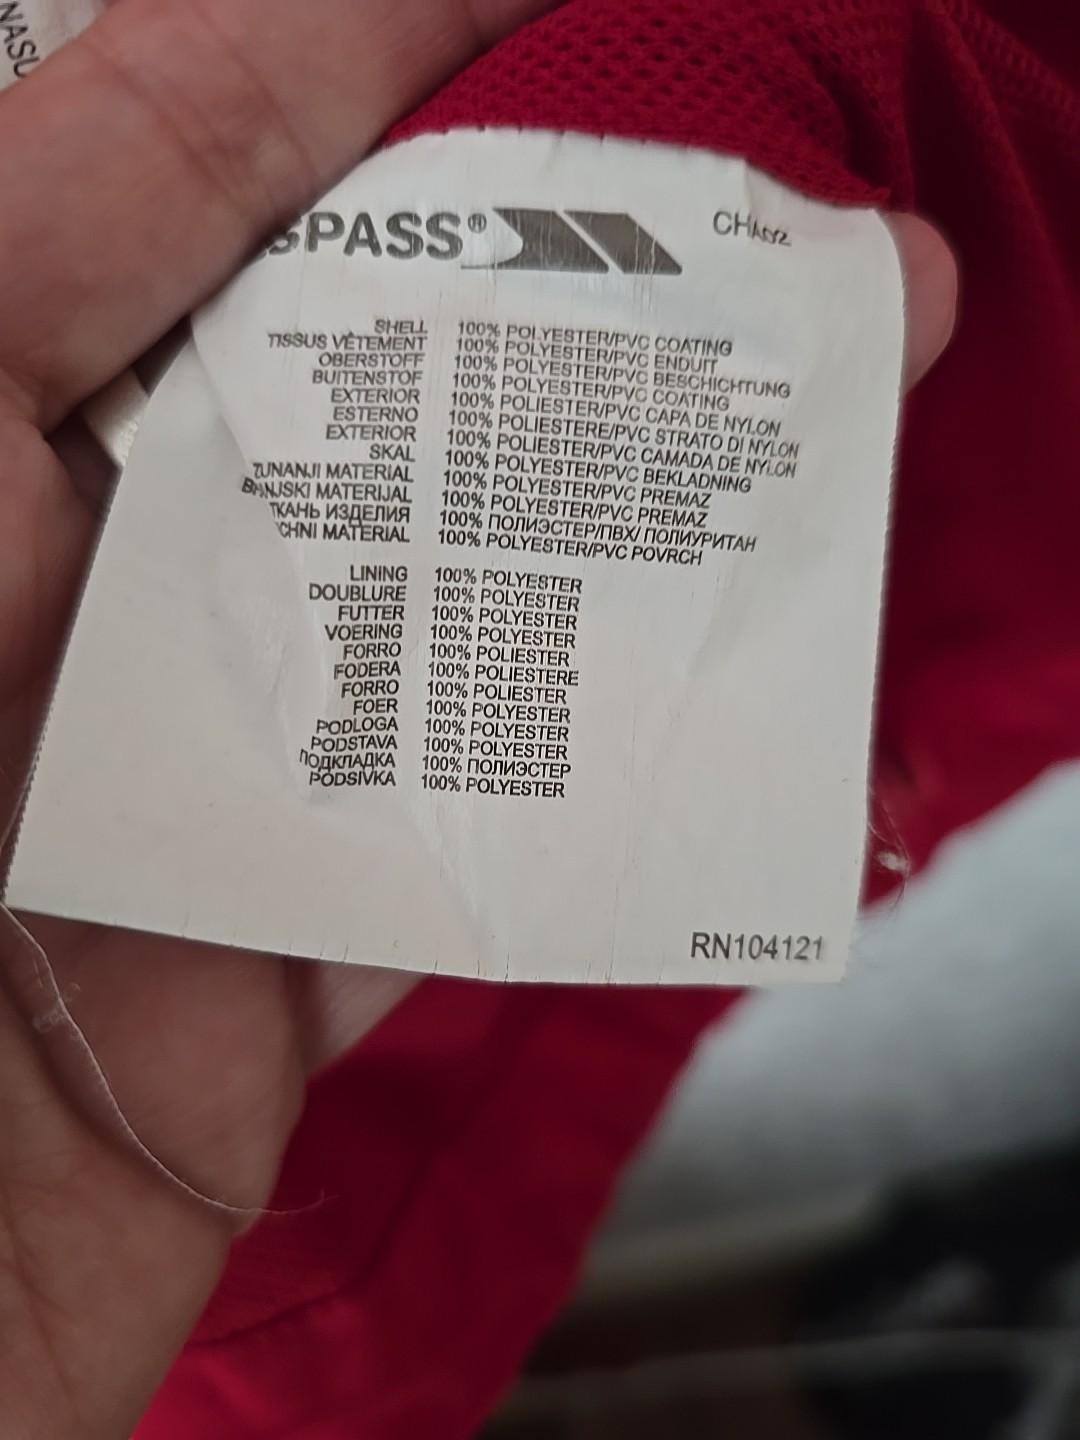 SPASS®
SHELL 100% POLYESTER/PVC COATING
TISSUS VÊTEMENT 100% POLYESTER/PVC ENDUIT
OBERSTOFF 100% POLYESTER/PVC BESCHICHTUNG
BUITENSTOF 100% POLYESTER/PVC COATING
EXTERIOR 100% POLIESTER/PVC CAPA DE NYLON
ESTERNO 100% POLIESTERE/PVC STRATO DI NYLON
EXTERIOR 100% POLIESTER/PVC CAMADA DE NYLON
SKAL 100% POLYESTER/PVC BEKLADNING
ZUNANJI MATERIAL 100% POLYESTER/PVC PREMAZ
MATERIJAL 100% POLYESTER/PVC PREMAZ
ТКАНЬ ИЗДЕЛИЯ 100% ПОЛИЭСТЕР/ПВХ/ ПОЛИУРИТАН
CHNI MATERIAL 100% POLYESTER/PVC POVRCH
LINING 100% POLYESTER
DOUBLURE 100% POLYESTER
FUTTER 100% POLYESTER
VOERING 100% POLYESTER
FORRO 100% POLIESTER
FODERA 100% POLIESTERE
FORRO 100% POLIESTER
FOER 100% POLYESTER
PODLOGA 100% POLYESTER
PODSTAVA 100% POLYESTER
ПОДКЛАДКА 100% ПОЛИЭСТЕР
PODSIVKA 100% POLYESTER
RN104121